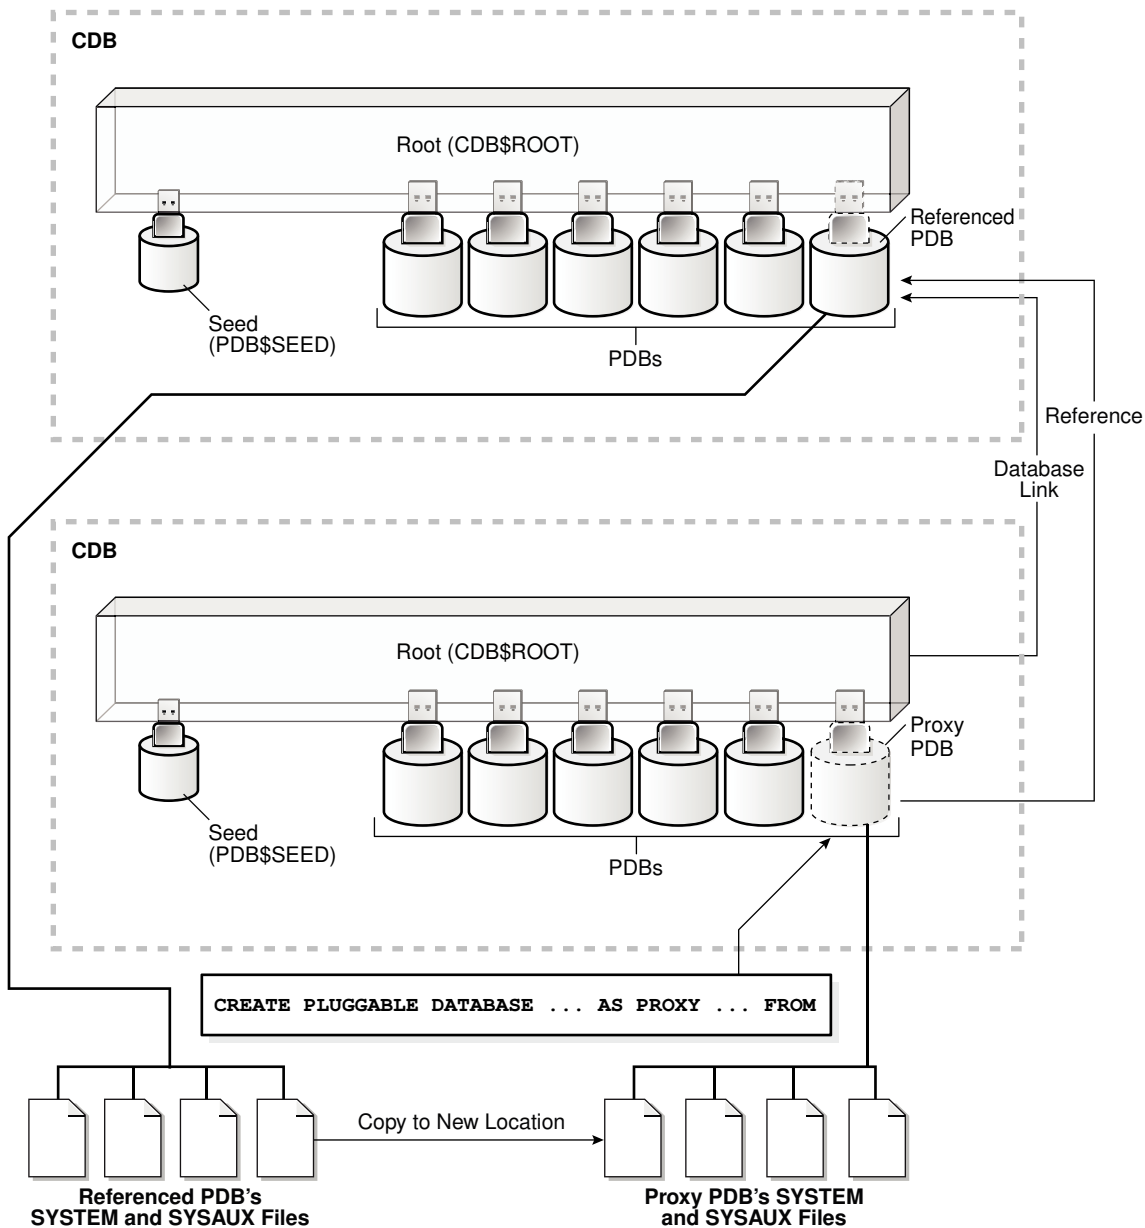 CDB
Root (CDB$ROOT)
Referenced
PDB
Seed
(PDB$SEED)
PDBs
Reference
Database
Link
CDB
Root (CDB$ROOT)
Proxy
PDB
Seed
(PDB$SEED)
PDBs
CREATE PLUGGABLE DATABASE ... AS PROXY ... FROM
Copy to New Location
Referenced PDB's
SYSTEM and SYSAUX Files
Proxy PDB's SYSTEM
and SYSAUX Files